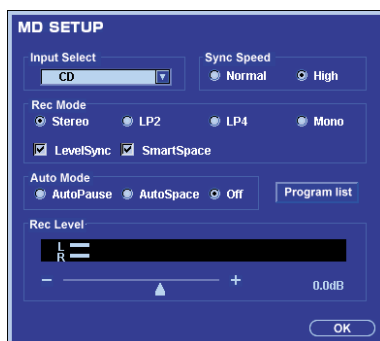 MD SETUP
Input Select
CD
Sync Speed
Normal High
Rec Mode
Stereo LP2 LP4 Mono
LevelSync SmartSpace
Auto Mode
AutoPause AutoSpace Off
Program list
Rec Level
L
R
− +
0.0dB
OK